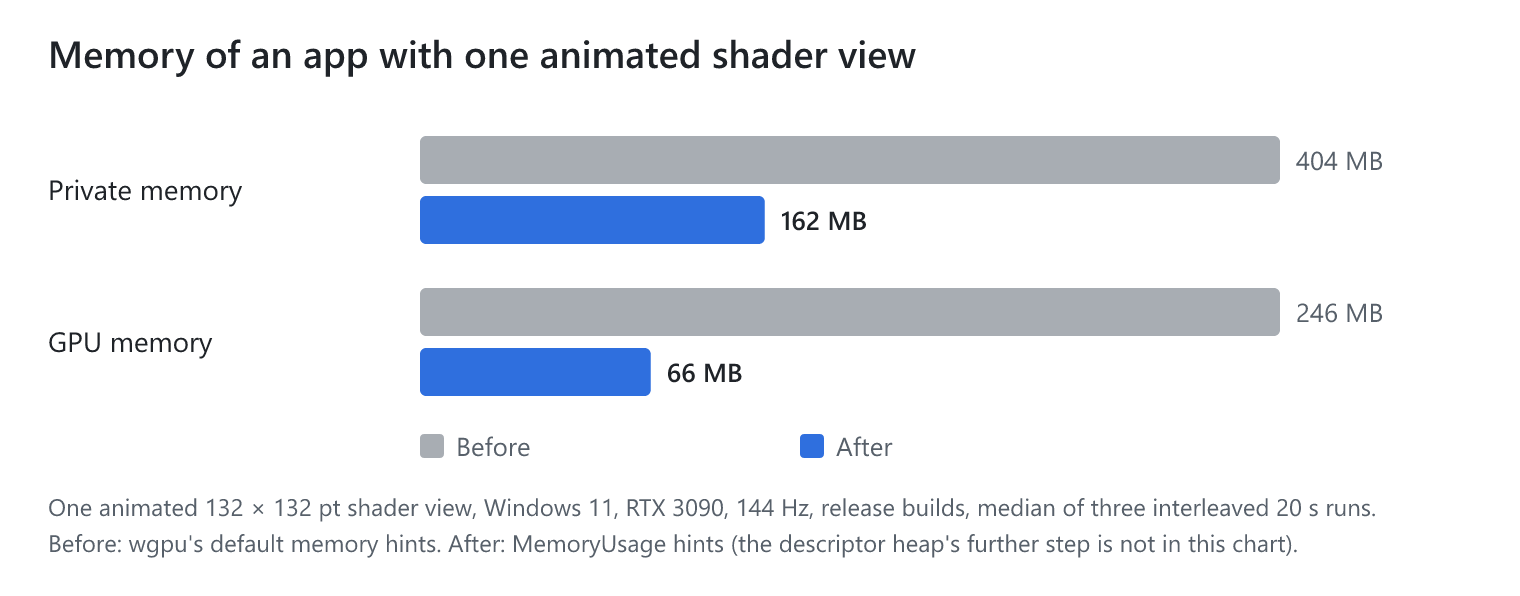 Memory of an app with one animated shader view
Private memory
404 MB
162 MB
GPU memory
246 MB
66 MB
Before
After
One animated 132 × 132 pt shader view, Windows 11, RTX 3090, 144 Hz, release builds, median of three interleaved 20 s runs.
Before: wgpu's default memory hints. After: MemoryUsage hints (the descriptor heap's further step is not in this chart).